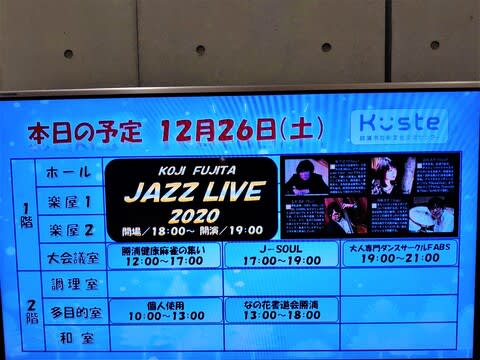 本日の予定 12月26日(土)
Küste
1階
ホール
楽屋1
楽屋2
KOJI FUJITA
JAZZ LIVE
2020
開場/18:00~ 開演/19:00
大会議室
勝浦健康麻雀の集い
12:00~17:00
J-SOUL
17:00~19:00
大人専門ダンスサークルFABS
19:00~21:00
2階
調理室
多目的室
個人使用
10:00~13:00
なの花書道会勝浦
13:00~18:00
和室